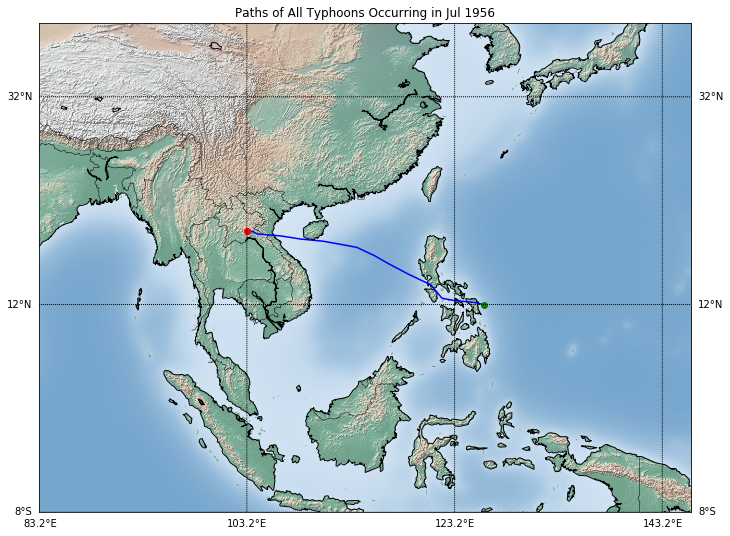 Paths of All Typhoons Occurring in Jul 1956
32°N 32°N
12°N 12°N
8°S 8°S
83.2°E 103.2°E 123.2°E 143.2°E